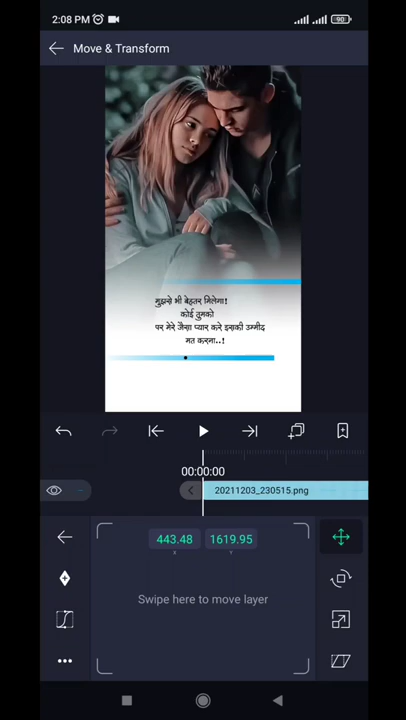 2:08 PM
90
Move & Transform
मुझसे भी बेहतर मिलेगा!
कोई तुमको
पर मेरे जैसा प्यार करे इसकी उम्मीद
मत करना..!
00:00:00
20211203_230515.png
443.48
1619.95
X
Y
Swipe here to move layer